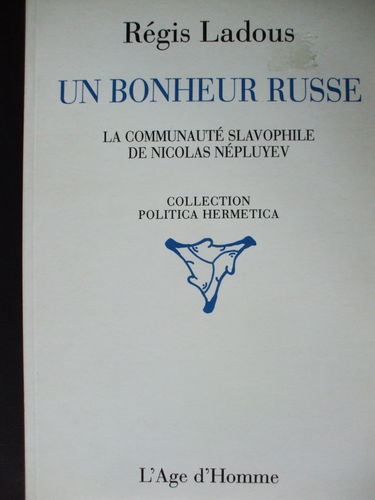 Régis Ladous
UN BONHEUR RUSSE
LA COMMUNAUTÉ SLAVOPHILE
DE NICOLAS NÉPLUYEV
COLLECTION
POLITICA HERMETICA
L'Age d'Homme